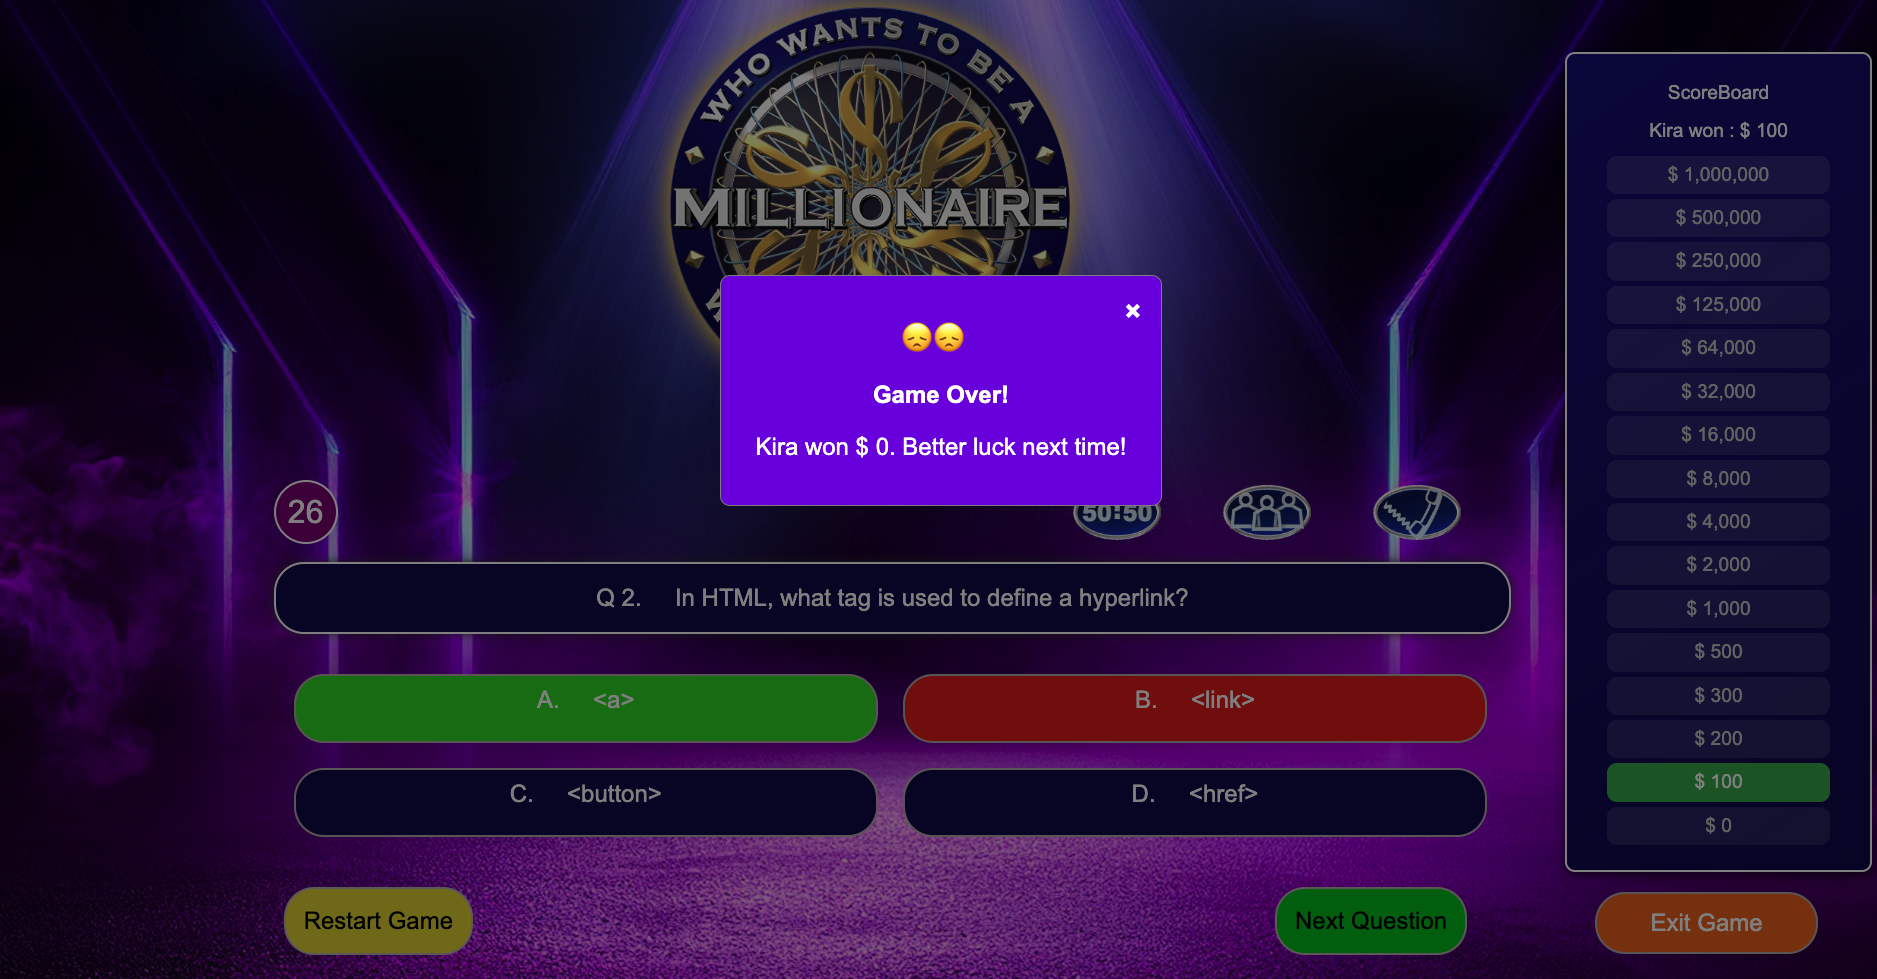 WHO WANTS TO BE A
MILLIONAIRE
😞😞
Game Over!
Kira won $ 0. Better luck next time!
26
50:50
Q 2. In HTML, what tag is used to define a hyperlink?
A. <a>
B. <link>
C. <button>
D. <href>
Restart Game
Next Question
ScoreBoard
Kira won : $ 100
$ 1,000,000
$ 500,000
$ 250,000
$ 125,000
$ 64,000
$ 32,000
$ 16,000
$ 8,000
$ 4,000
$ 2,000
$ 1,000
$ 500
$ 300
$ 200
$ 100
$ 0
Exit Game